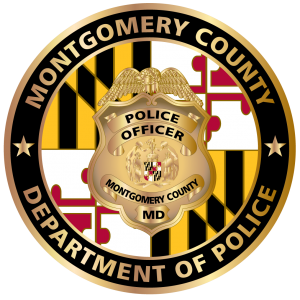 MONTGOMERY COUNTY
POLICE
OFFICER
MONTGOMERY COUNTY
MD
DEPARTMENT OF POLICE